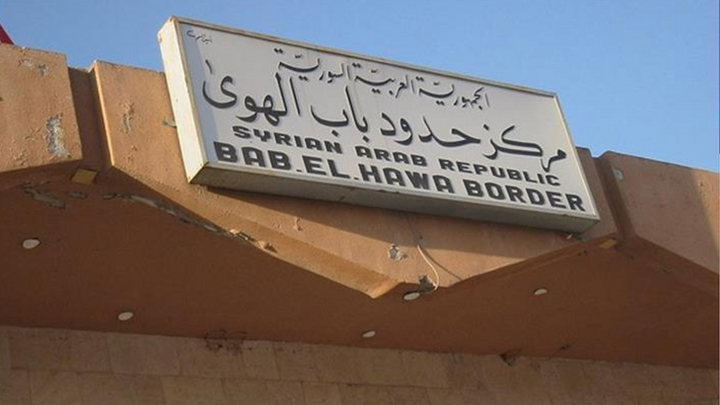 الجمهورية العربية السورية
مركز حدود باب الهوى
SYRIAN ARAB REPUBLIC
BAB.EL.HAWA BORDER